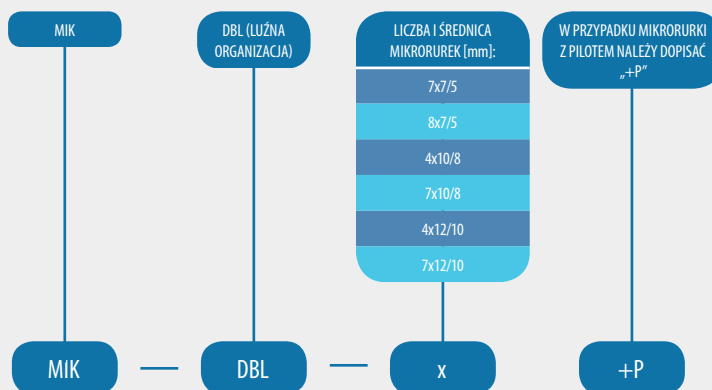 MIK
DBL (LUŹNA
ORGANIZACJA)
LICZBA I ŚREDNICA
MIKRORUREK [mm]:
7x7/5
8x7/5
4x10/8
7x10/8
4x12/10
7x12/10
W PRZYPADKU MIKRORURKI
Z PILOTEM NALEŻY DOPISAĆ
„+P”
MIK — DBL — x +P